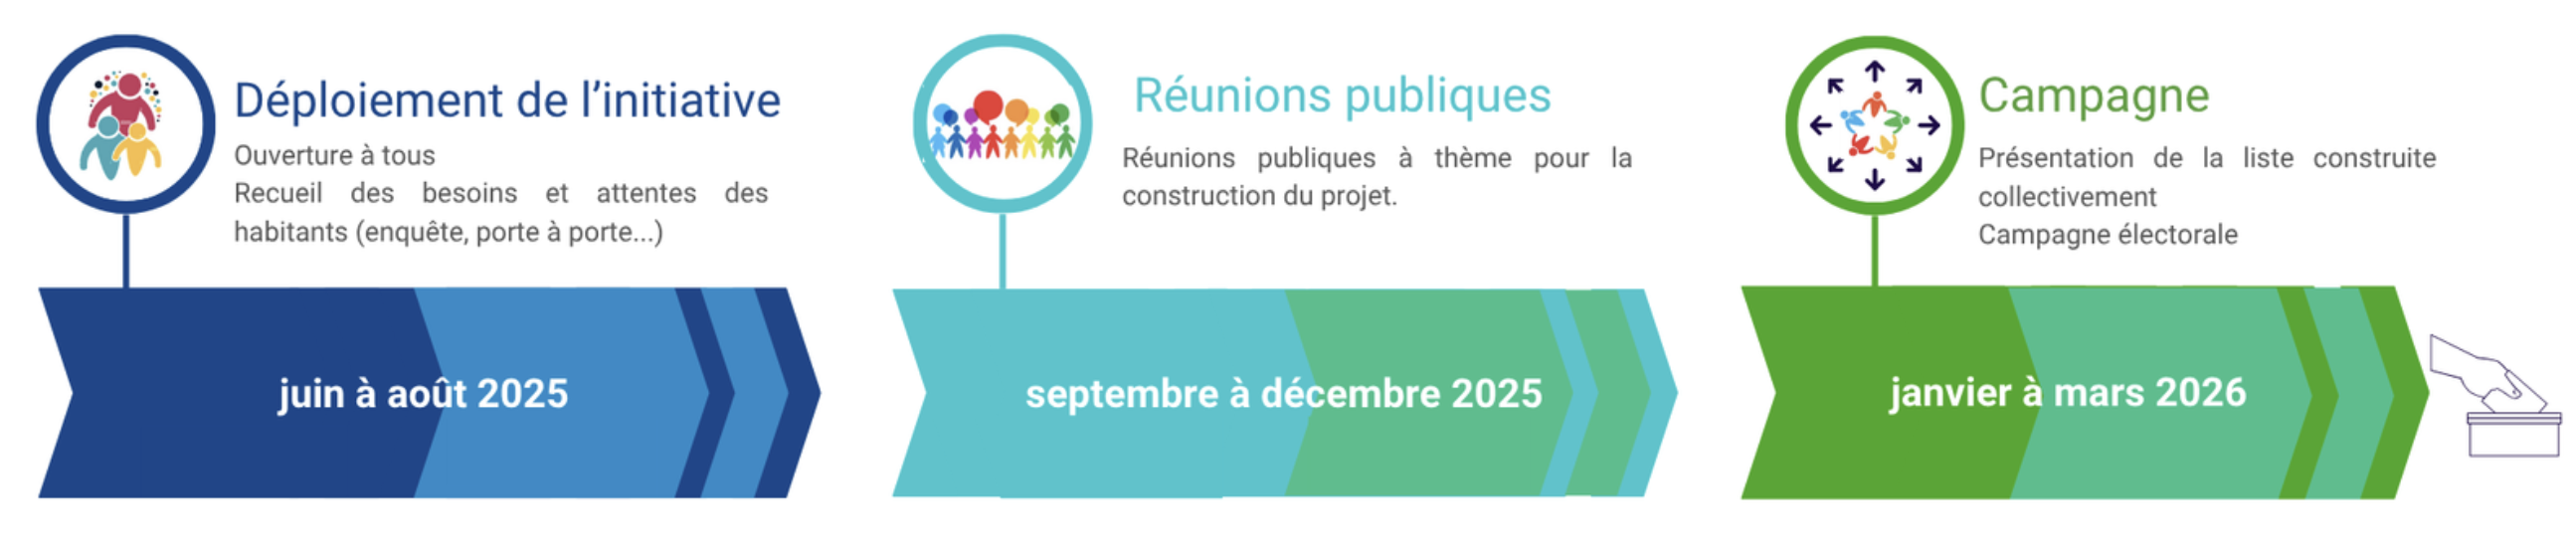 Déploiement de l'initiative
Ouverture à tous
Recueil des besoins et attentes des
habitants (enquête, porte à porte...)
juin à août 2025
Réunions publiques
Réunions publiques à thème pour la
construction du projet.
septembre à décembre 2025
Campagne
Présentation de la liste construite
collectivement
Campagne électorale
janvier à mars 2026